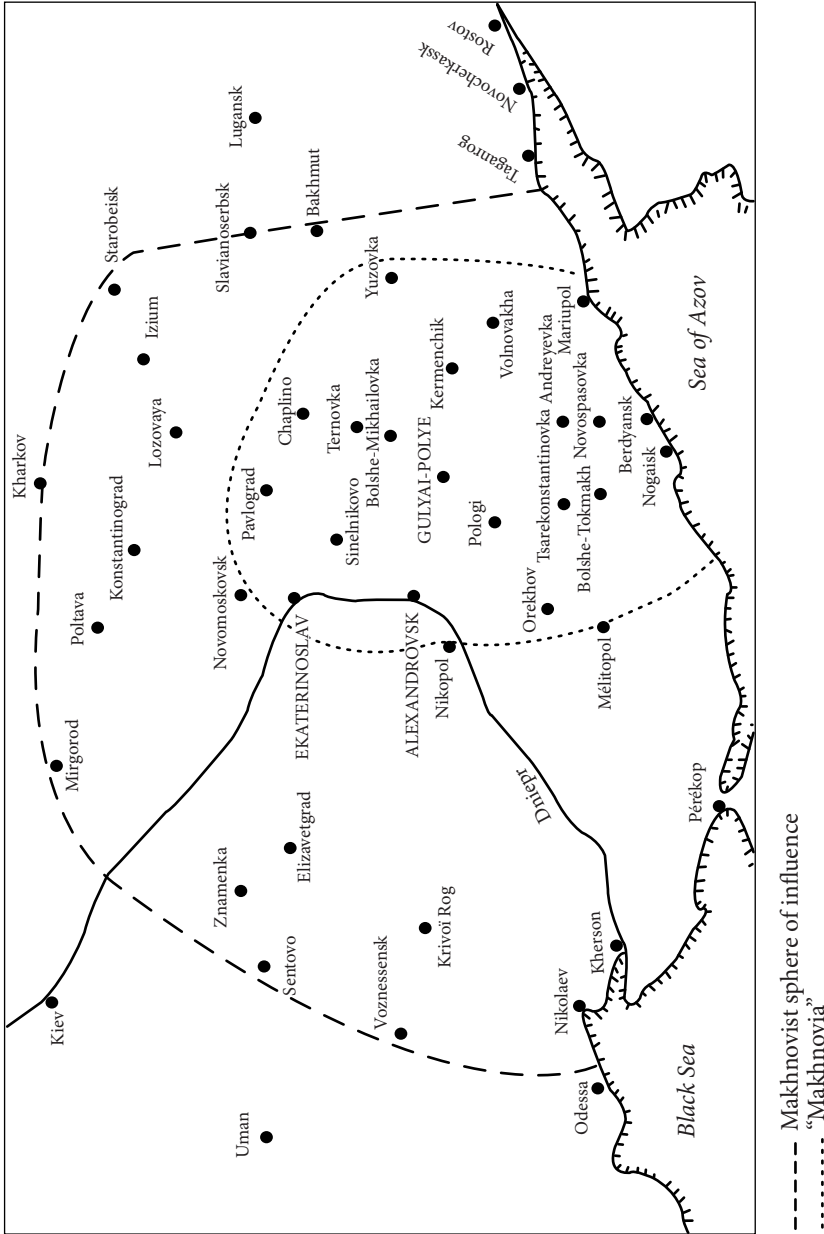 Kiev
Mirgorod
Poltava
Kharkov
Konstantinograd
Lozovaya
Izium
Starobeisk
Uman
Sentovo
Znamenka
Elizavetgrad
Novomoskovsk
EKATERINOSLAV
Pavlograd
Sinelnikovo
Chaplino
Ternovka
Bolshe-Mikhailovka
Slavianoserbsk
Bakhmut
Lugansk
Voznessensk
Krivoï Rog
ALEXANDROVSK
Nikopol
GULYAI-POLYE
Pologi
Kermenchik
Yuzovka
Volnovakha
Dniepr
Orekhov
Mélitopol
Tsarekonstantinovka
Andreyevka
Bolshe-Tokmakh
Novospasovka
Mariupol
Berdyansk
Nogaisk
Taganrog
Novocherkassk
Rostov
Odessa
Nikolaev
Kherson
Pérékop
Black Sea
Sea of Azov
Makhnovist sphere of influence
“Makhnovia”